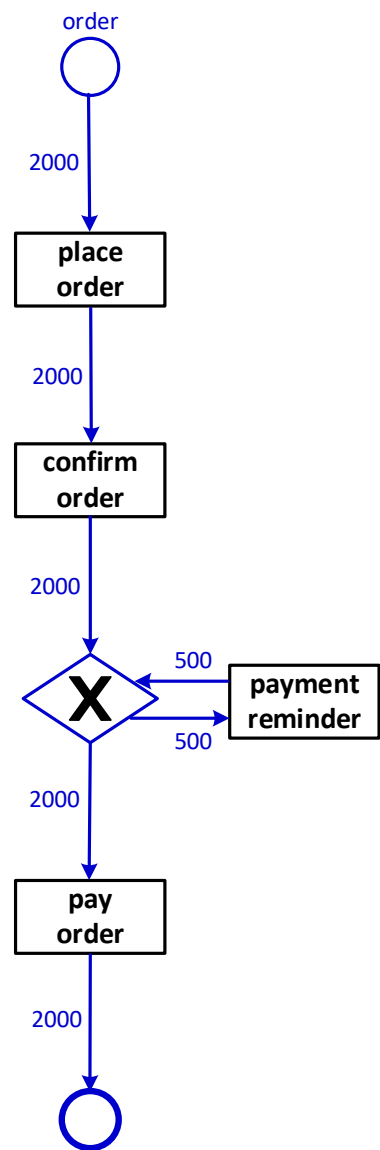 order
2000
place
order
2000
confirm
order
2000
X
500
payment
reminder
500
2000
pay
order
2000